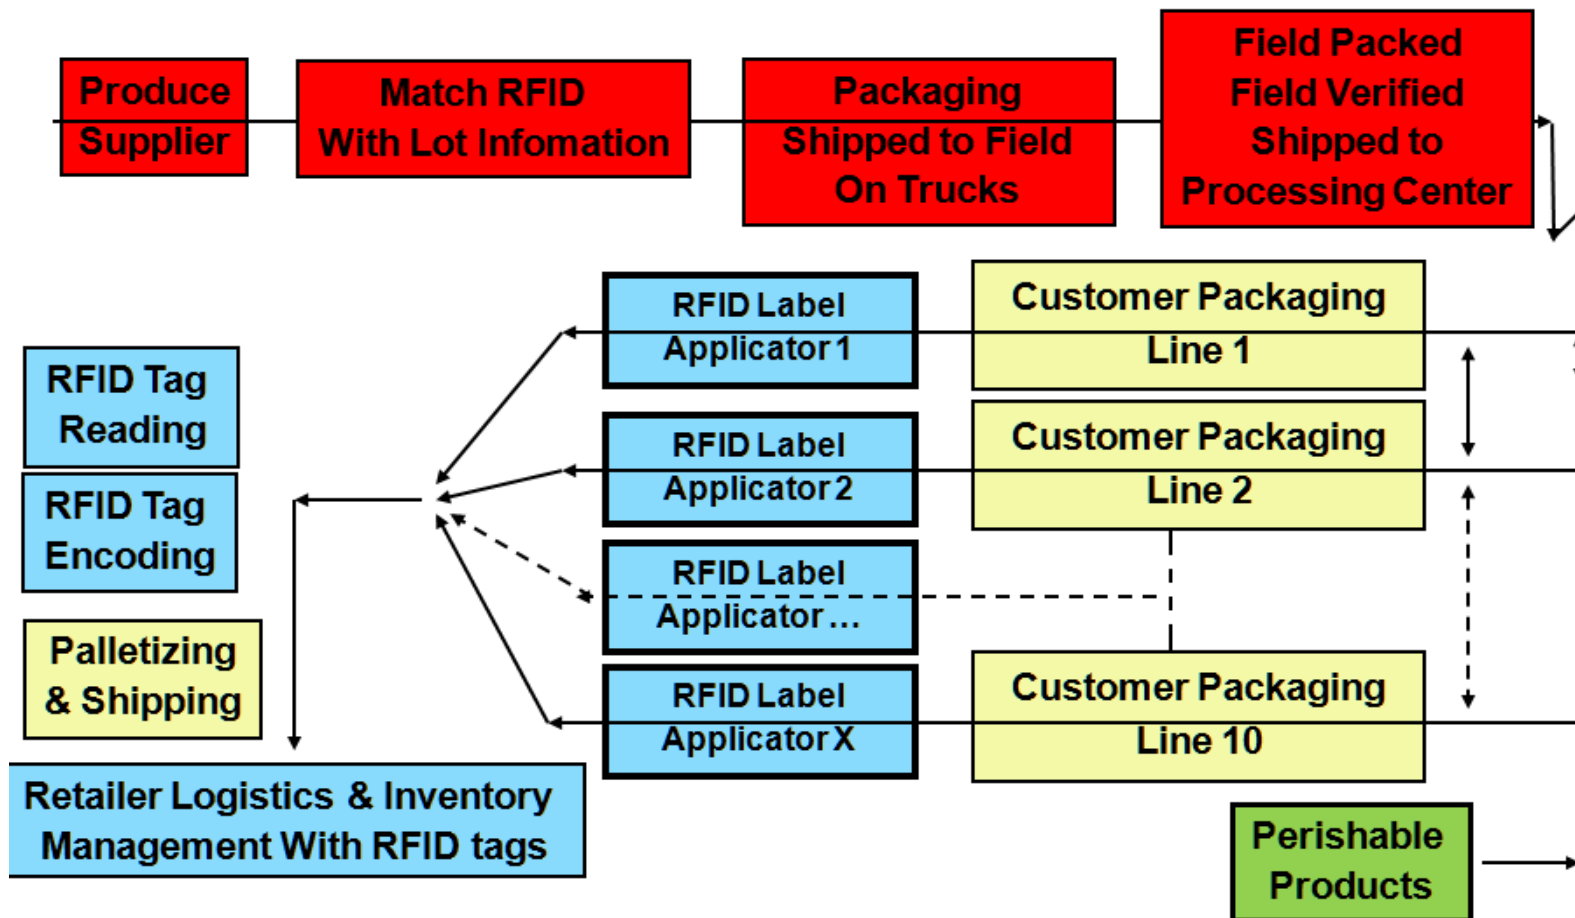 Produce
Supplier
Match RFID
With Lot Infomation
Packaging
Shipped to Field
On Trucks
Field Packed
Field Verified
Shipped to
Processing Center
RFID Label
Applicator 1
Customer Packaging
Line 1
RFID Tag
Reading
RFID Label
Applicator 2
Customer Packaging
Line 2
RFID Tag
Encoding
RFID Label
Applicator ...
Palletizing
& Shipping
RFID Label
Applicator X
Customer Packaging
Line 10
Retailer Logistics & Inventory
Management With RFID tags
Perishable
Products